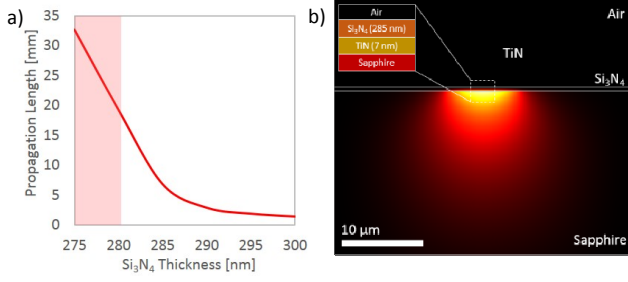 a)
Propagation Length [mm]
35
30
25
20
15
10
5
0
275 280 285 290 295 300
Si₃N₄ Thickness [nm]
b)
Air
Si₃N₄ (285 nm)
TiN (7 nm)
Sapphire
Air
TiN
Si₃N₄
10 μm
Sapphire